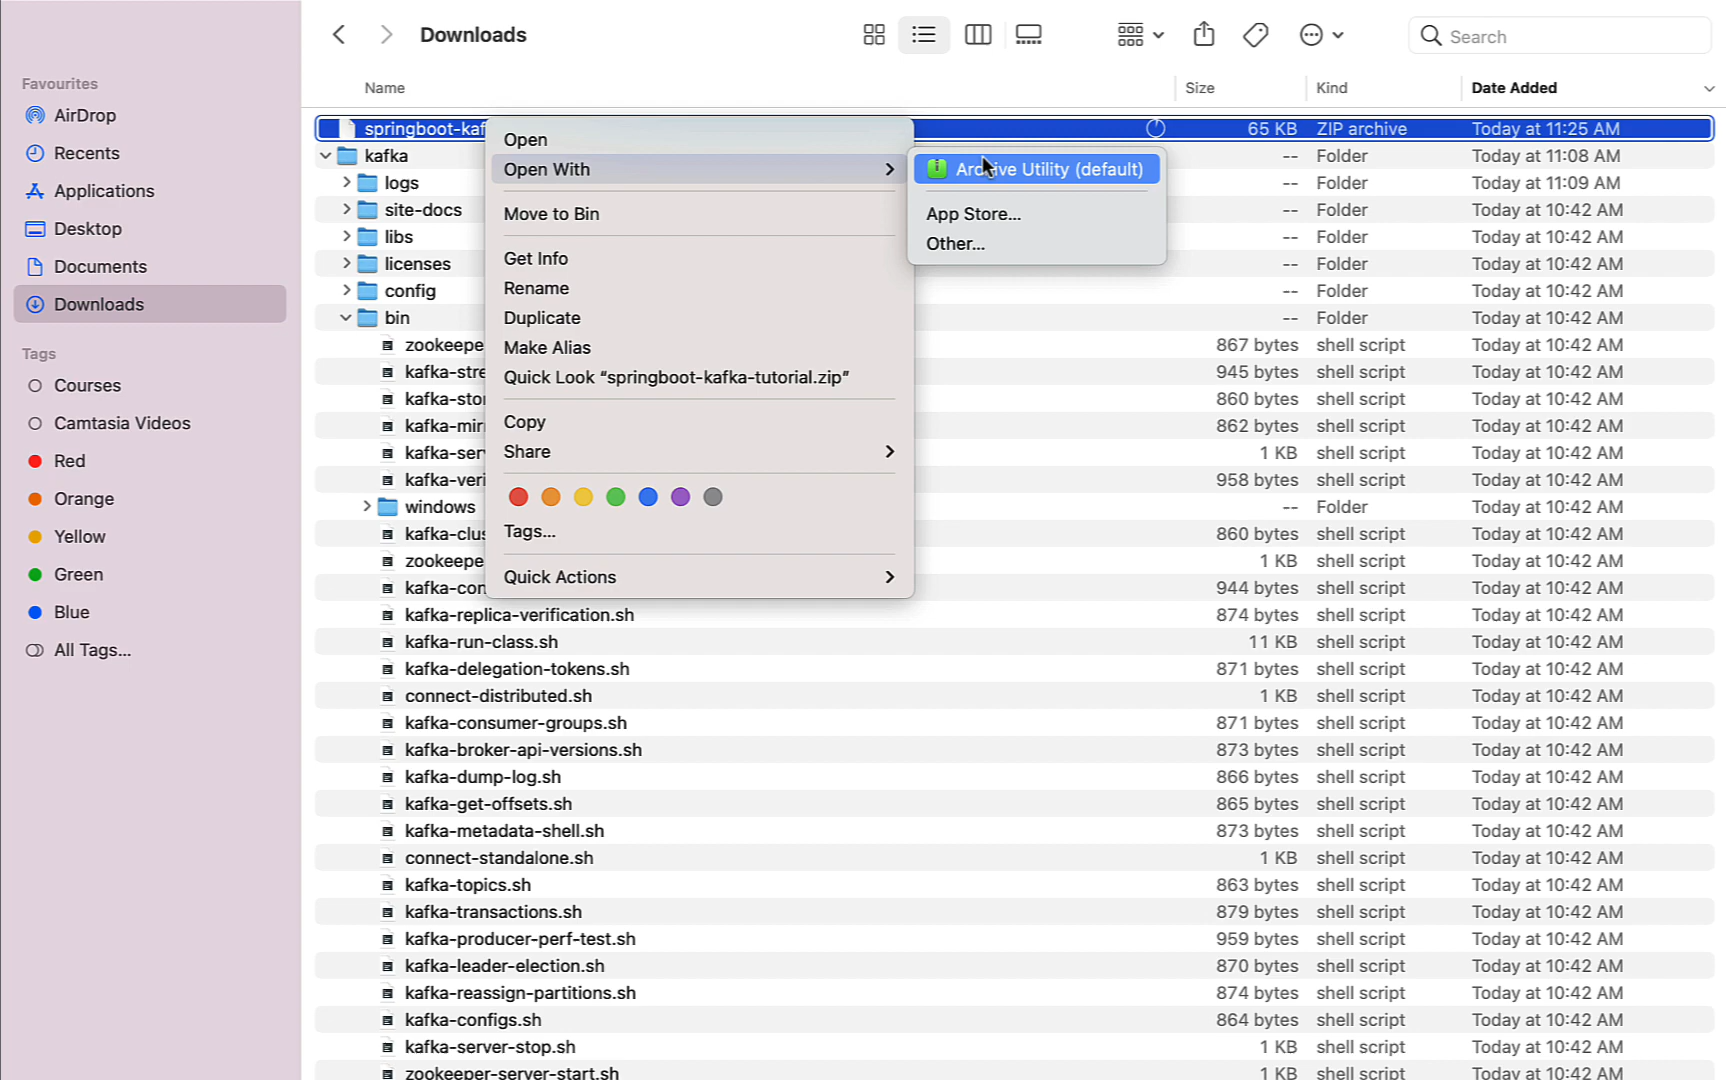 Downloads
Search
Favourites
AirDrop
Recents
Applications
Desktop
Documents
Downloads
Tags
Courses
Camtasia Videos
Red
Orange
Yellow
Green
Blue
All Tags...
Name Size Kind Date Added
springboot-kaf 65 KB ZIP archive Today at 11:25 AM
kafka -- Folder Today at 11:08 AM
logs -- Folder Today at 11:09 AM
site-docs -- Folder Today at 10:42 AM
libs -- Folder Today at 10:42 AM
licenses -- Folder Today at 10:42 AM
config -- Folder Today at 10:42 AM
bin -- Folder Today at 10:42 AM
zookeepe 867 bytes shell script Today at 10:42 AM
kafka-stre 945 bytes shell script Today at 10:42 AM
kafka-sto 860 bytes shell script Today at 10:42 AM
kafka-mir 862 bytes shell script Today at 10:42 AM
kafka-ser 1 KB shell script Today at 10:42 AM
kafka-veri 958 bytes shell script Today at 10:42 AM
windows -- Folder Today at 10:42 AM
kafka-clus 860 bytes shell script Today at 10:42 AM
zookeepe 1 KB shell script Today at 10:42 AM
kafka-con 944 bytes shell script Today at 10:42 AM
kafka-replica-verification.sh 874 bytes shell script Today at 10:42 AM
kafka-run-class.sh 11 KB shell script Today at 10:42 AM
kafka-delegation-tokens.sh 871 bytes shell script Today at 10:42 AM
connect-distributed.sh 1 KB shell script Today at 10:42 AM
kafka-consumer-groups.sh 871 bytes shell script Today at 10:42 AM
kafka-broker-api-versions.sh 873 bytes shell script Today at 10:42 AM
kafka-dump-log.sh 866 bytes shell script Today at 10:42 AM
kafka-get-offsets.sh 865 bytes shell script Today at 10:42 AM
kafka-metadata-shell.sh 873 bytes shell script Today at 10:42 AM
connect-standalone.sh 1 KB shell script Today at 10:42 AM
kafka-topics.sh 863 bytes shell script Today at 10:42 AM
kafka-transactions.sh 879 bytes shell script Today at 10:42 AM
kafka-producer-perf-test.sh 959 bytes shell script Today at 10:42 AM
kafka-leader-election.sh 870 bytes shell script Today at 10:42 AM
kafka-reassign-partitions.sh 874 bytes shell script Today at 10:42 AM
kafka-configs.sh 864 bytes shell script Today at 10:42 AM
kafka-server-stop.sh 1 KB shell script Today at 10:42 AM
zookeeper-server-start.sh 1 KB shell script Today at 10:42 AM
Open
Open With
Move to Bin
Get Info
Rename
Duplicate
Make Alias
Quick Look “springboot-kafka-tutorial.zip”
Copy
Share
Tags...
Quick Actions
Archive Utility (default)
App Store...
Other...